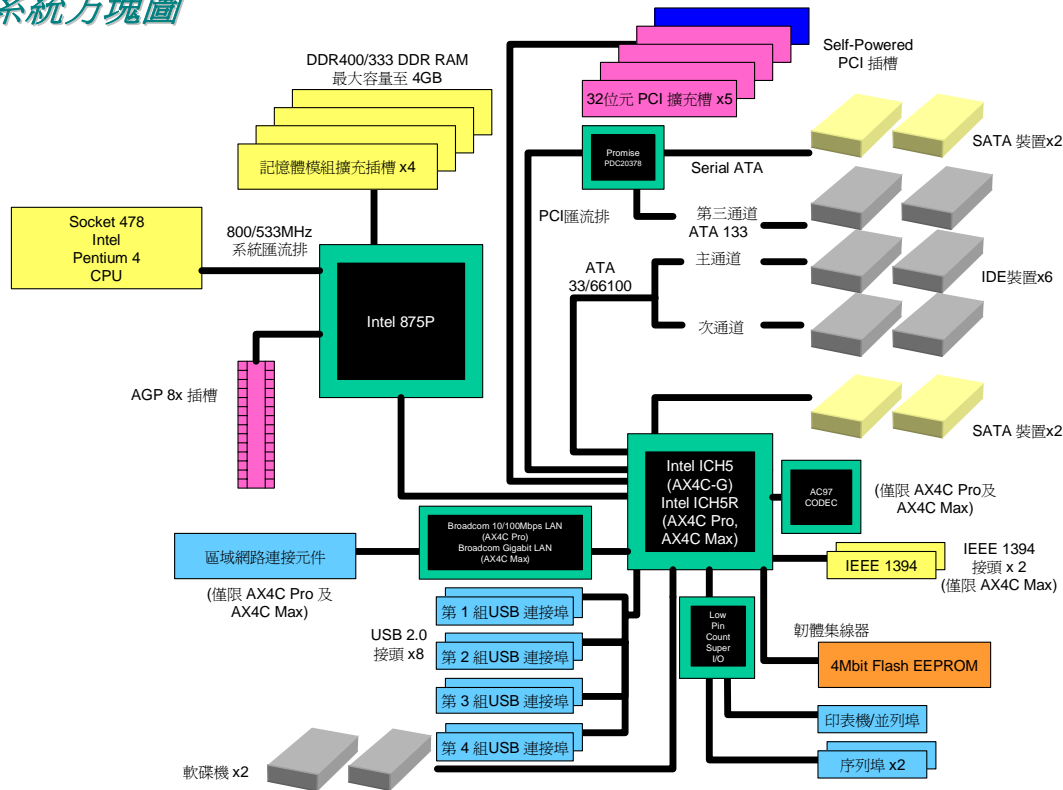 系統方塊圖
DDR400/333 DDR RAM
最大容量至 4GB
記憶體模組擴充插槽 x4
Self-Powered
PCI 插槽
32位元 PCI 擴充槽 x5
Promise
PDC20378
Serial ATA
SATA 裝置x2
PCI匯流排
第三通道
ATA 133
Socket 478
Intel
Pentium 4
CPU
800/533MHz
系統匯流排
Intel 875P
ATA
33/66100
主通道
次通道
IDE裝置x6
AGP 8x 插槽
SATA 裝置x2
Intel ICH5
(AX4C-G)
Intel ICH5R
(AX4C Pro,
AX4C Max)
AC97
CODEC
(僅限 AX4C Pro及
AX4C Max)
區域網路連接元件
(僅限 AX4C Pro 及
AX4C Max)
Broadcom 10/100Mbps LAN
(AX4C Pro)
Broadcom Gigabit LAN
(AX4C Max)
IEEE 1394
IEEE 1394
接頭 x 2
(僅限 AX4C Max)
USB 2.0
接頭 x8
第 1 組USB 連接埠
第 2 組USB 連接埠
第 3 組USB 連接埠
第 4 組USB 連接埠
Low
Pin
Count
Super
I/O
韌體集線器
4Mbit Flash EEPROM
印表機/並列埠
序列埠 x2
軟碟機 x2